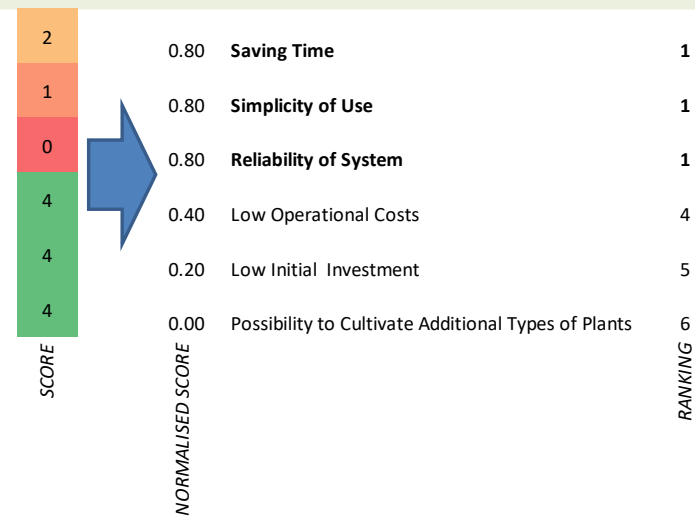 2
0.80 Saving Time 1
1
0.80 Simplicity of Use 1
0
0.80 Reliability of System 1
4
0.40 Low Operational Costs 4
4
0.20 Low Initial Investment 5
4
0.00 Possibility to Cultivate Additional Types of Plants 6
SCORE
NORMALISED SCORE
RANKING